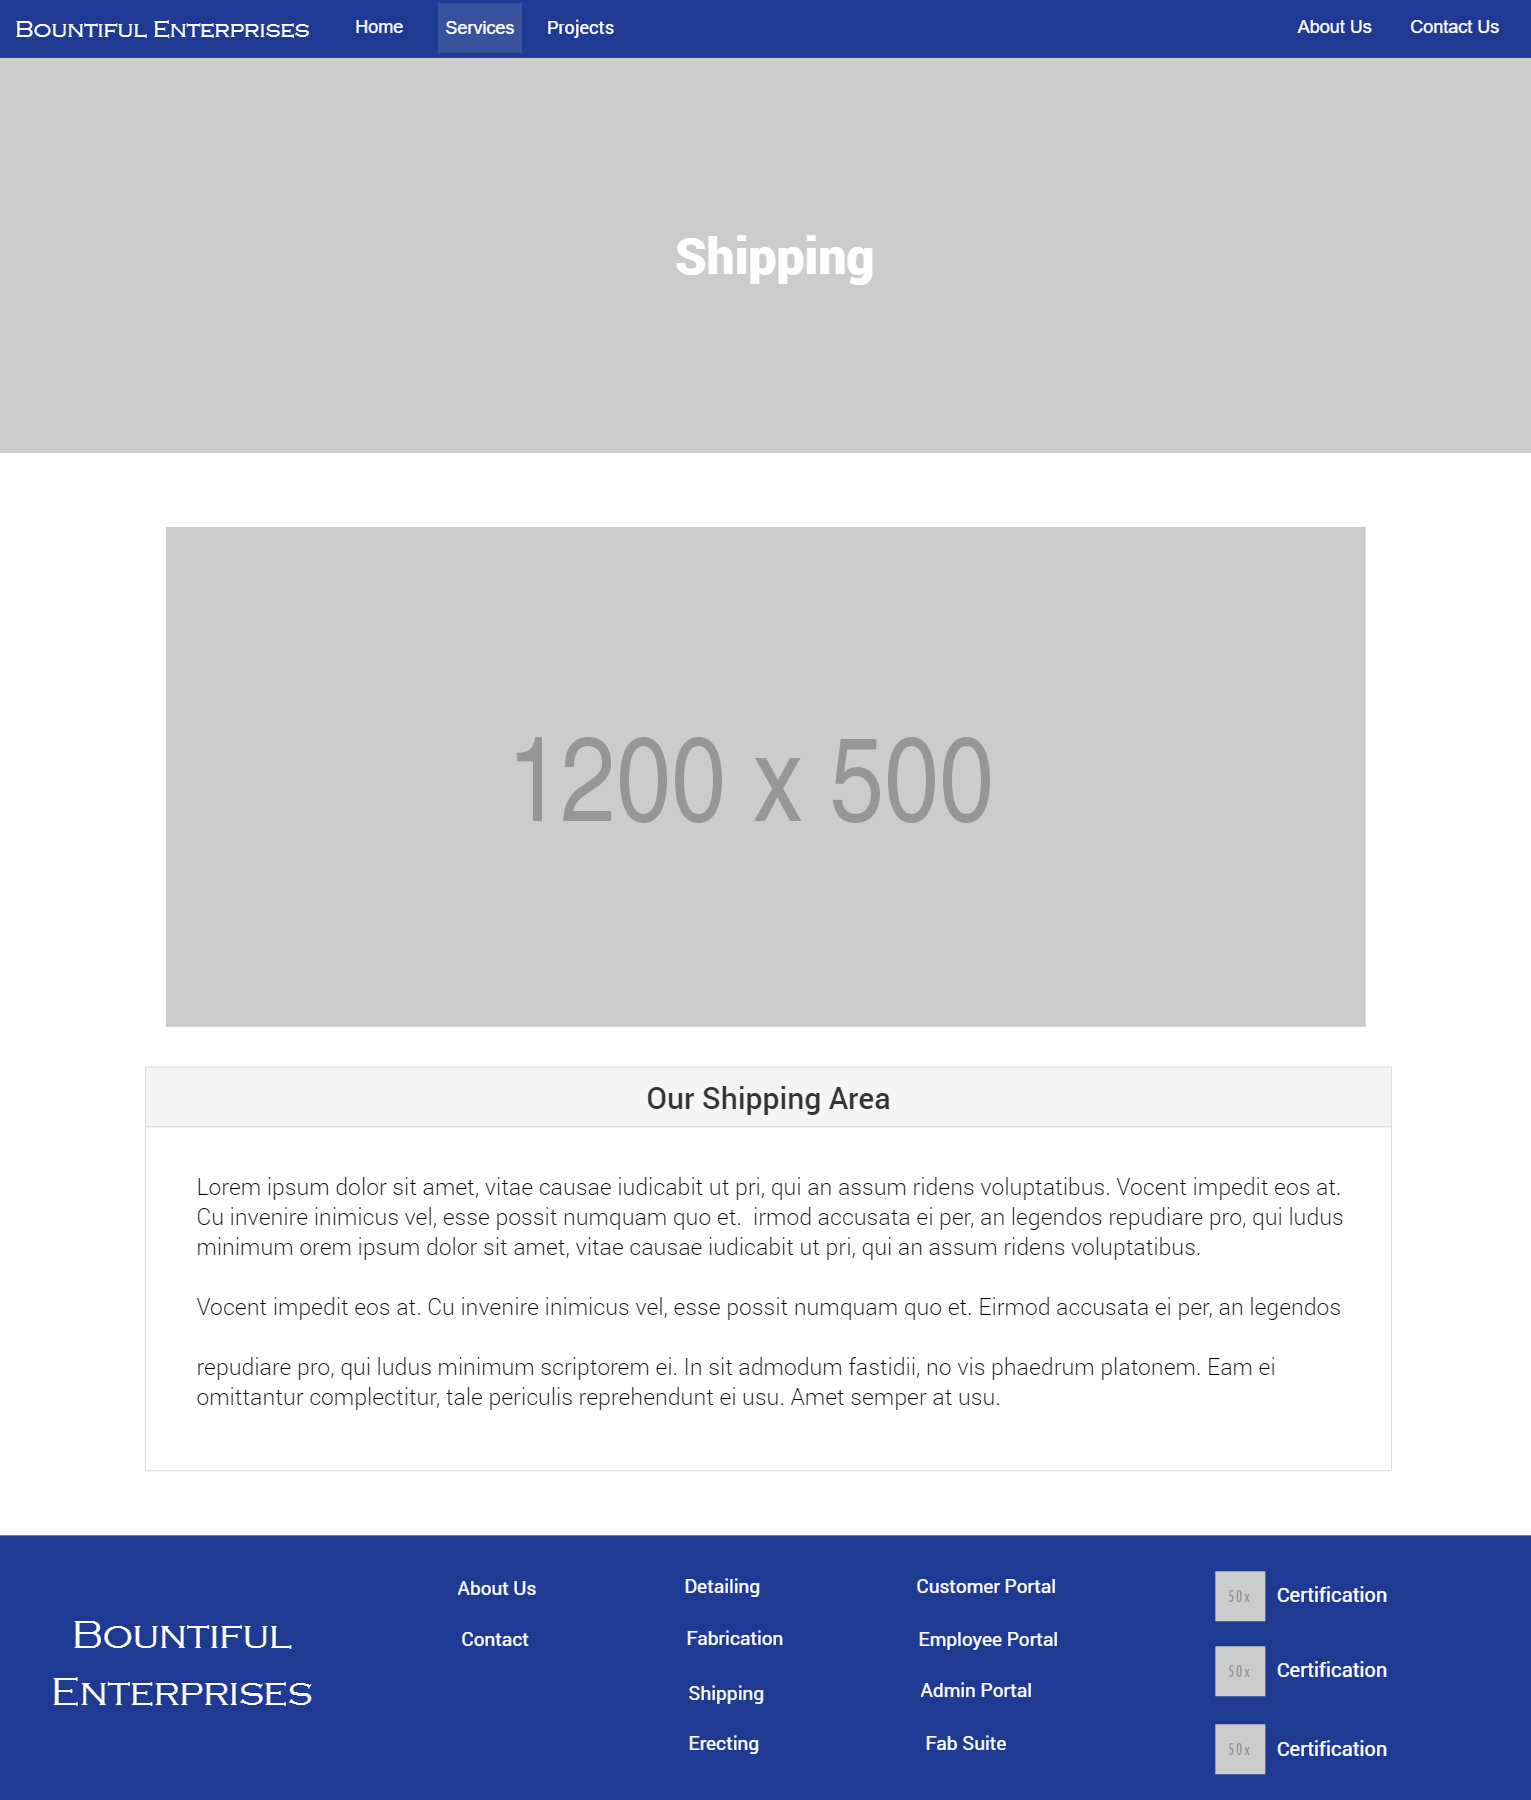 Bountiful Enterprises Home Services Projects About Us Contact Us
Shipping
1200 x 500
Our Shipping Area
Lorem ipsum dolor sit amet, vitae causae iudicabit ut pri, qui an assum ridens voluptatibus. Vocent impedit eos at.
Cu invenire inimicus vel, esse possit numquam quo et.  irmod accusata ei per, an legendos repudiare pro, qui ludus
minimum orem ipsum dolor sit amet, vitae causae iudicabit ut pri, qui an assum ridens voluptatibus.
Vocent impedit eos at. Cu invenire inimicus vel, esse possit numquam quo et. Eirmod accusata ei per, an legendos
repudiare pro, qui ludus minimum scriptorem ei. In sit admodum fastidii, no vis phaedrum platonem. Eam ei
omittantur complectitur, tale periculis reprehendunt ei usu. Amet semper at usu.
Bountiful
Enterprises
About Us
Contact
Detailing
Fabrication
Shipping
Erecting
Customer Portal
Employee Portal
Admin Portal
Fab Suite
50x Certification
50x Certification
50x Certification